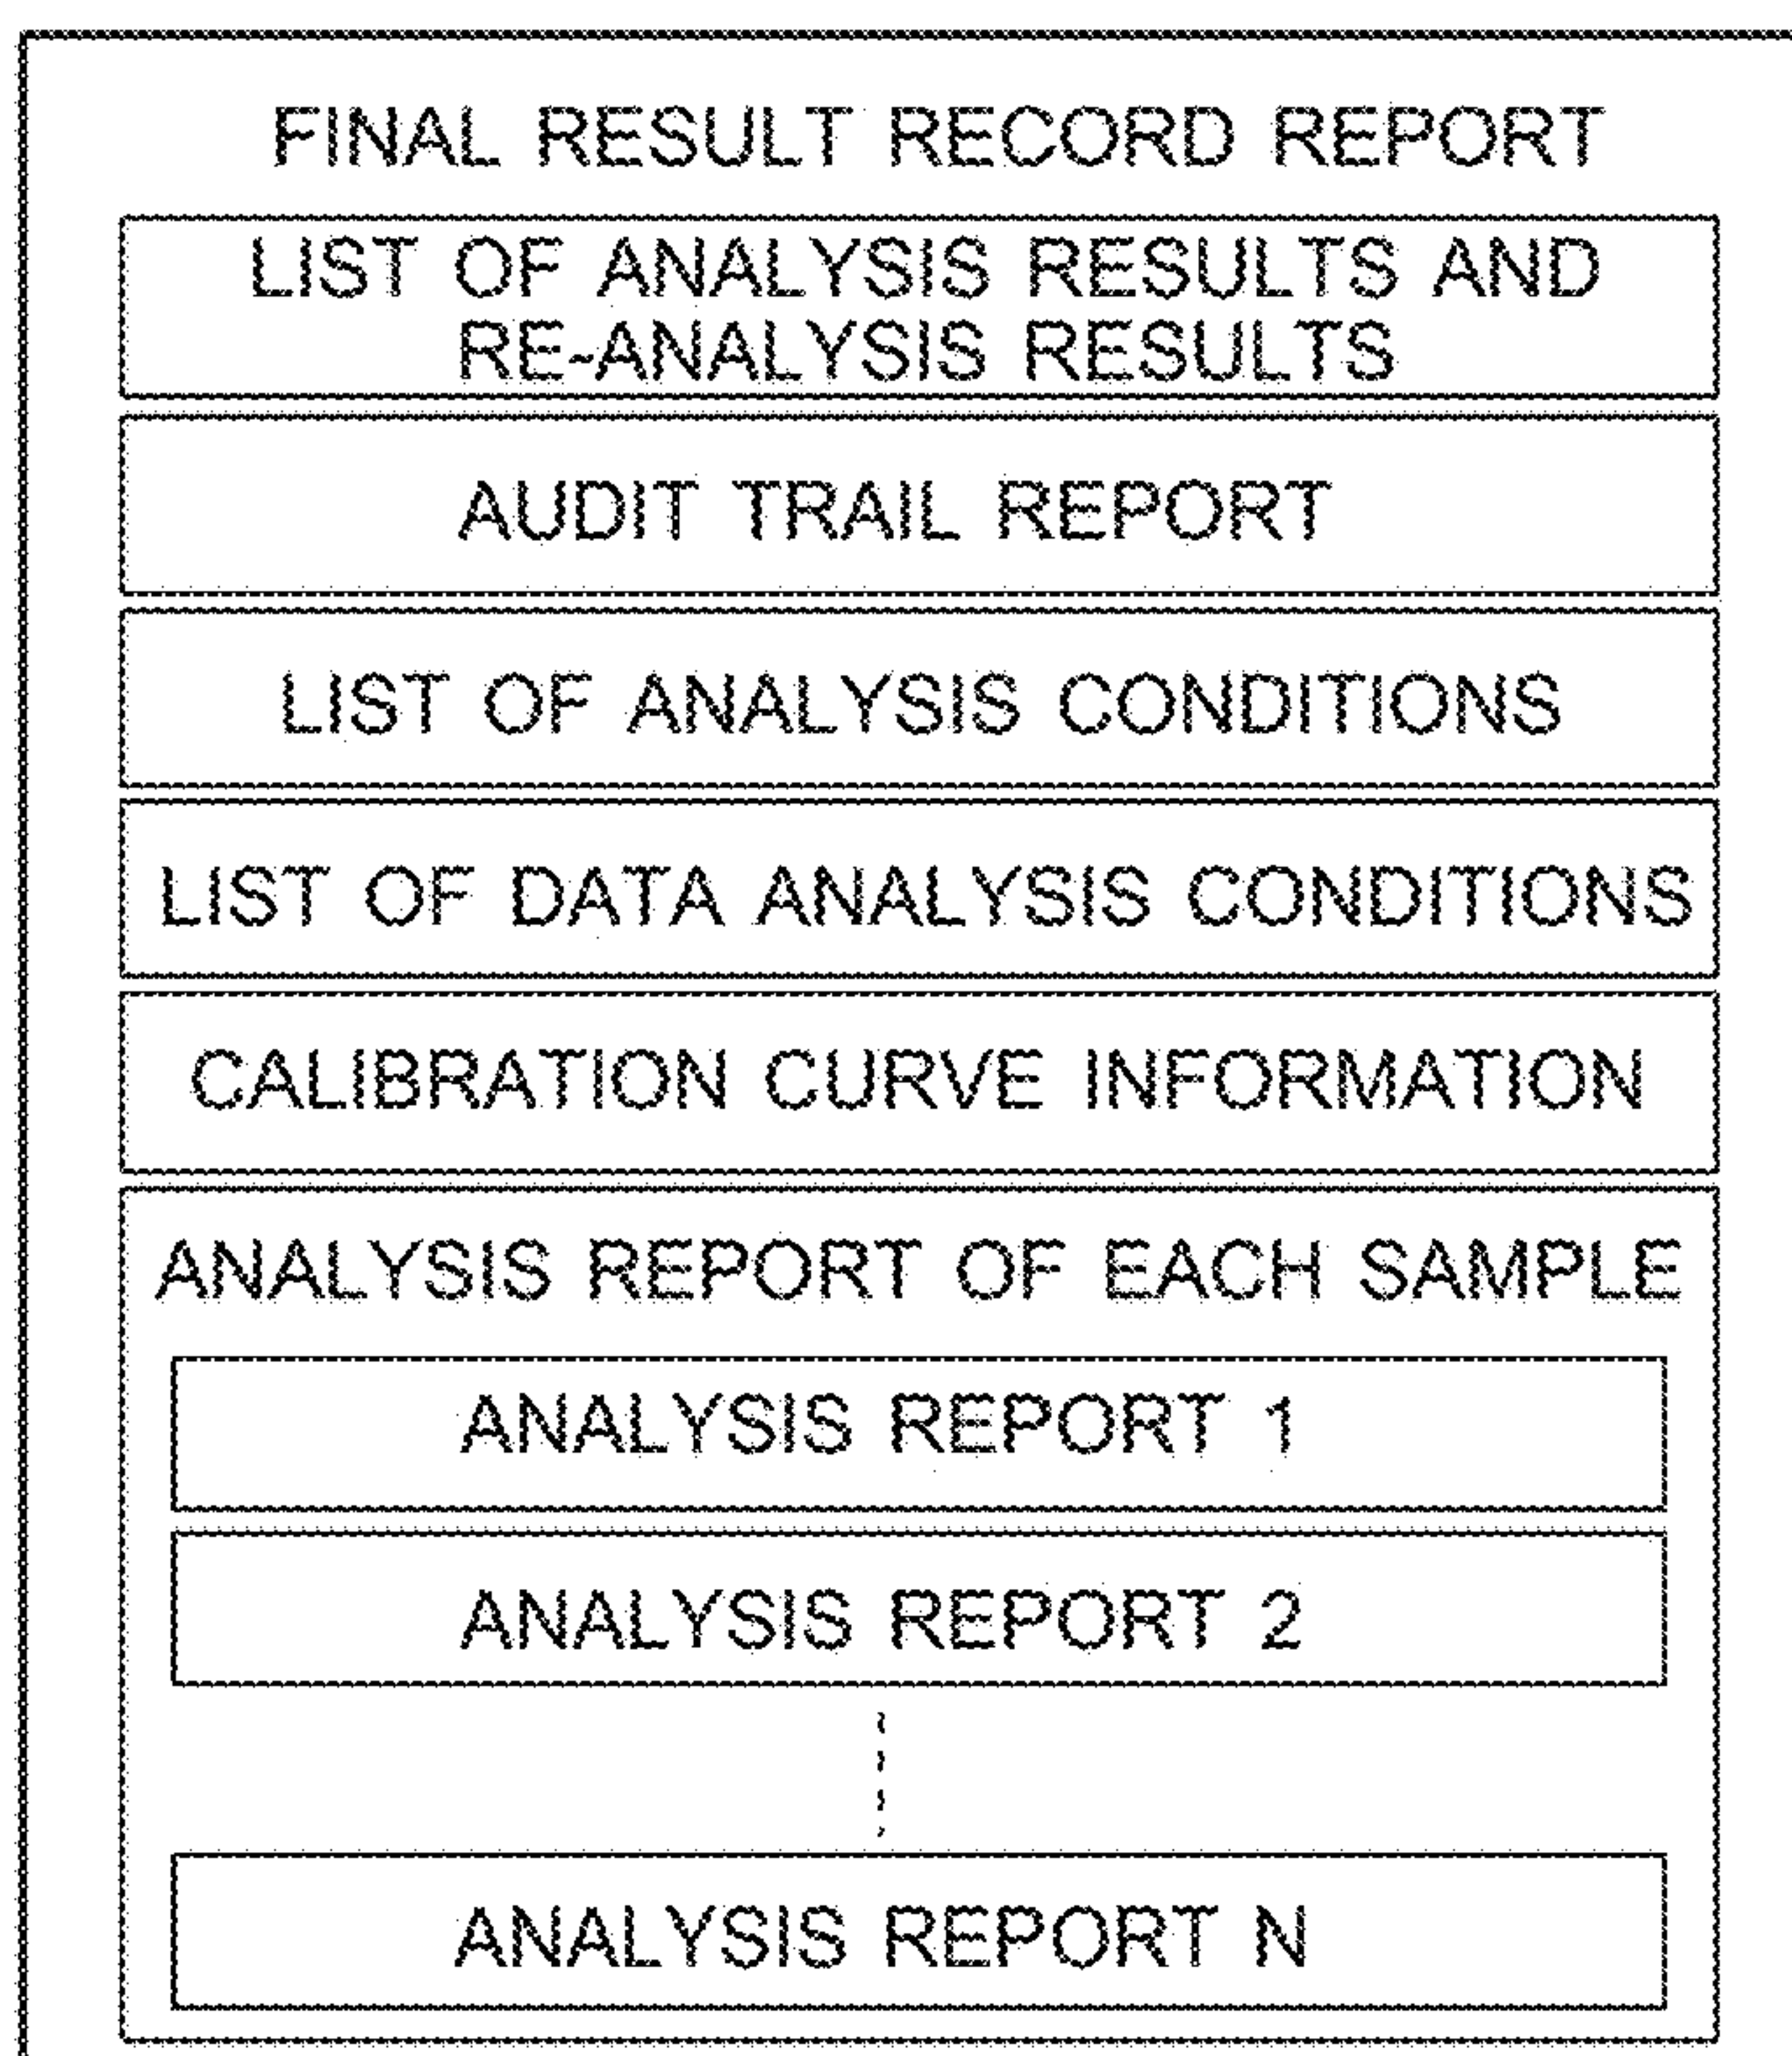 FINAL RESULT RECORD REPORT
LIST OF ANALYSIS RESULTS AND
RE-ANALYSIS RESULTS
AUDIT TRAIL REPORT
LIST OF ANALYSIS CONDITIONS
LIST OF DATA ANALYSIS CONDITIONS
CALIBRATION CURVE INFORMATION
ANALYSIS REPORT OF EACH SAMPLE
ANALYSIS REPORT 1
ANALYSIS REPORT 2
ANALYSIS REPORT N